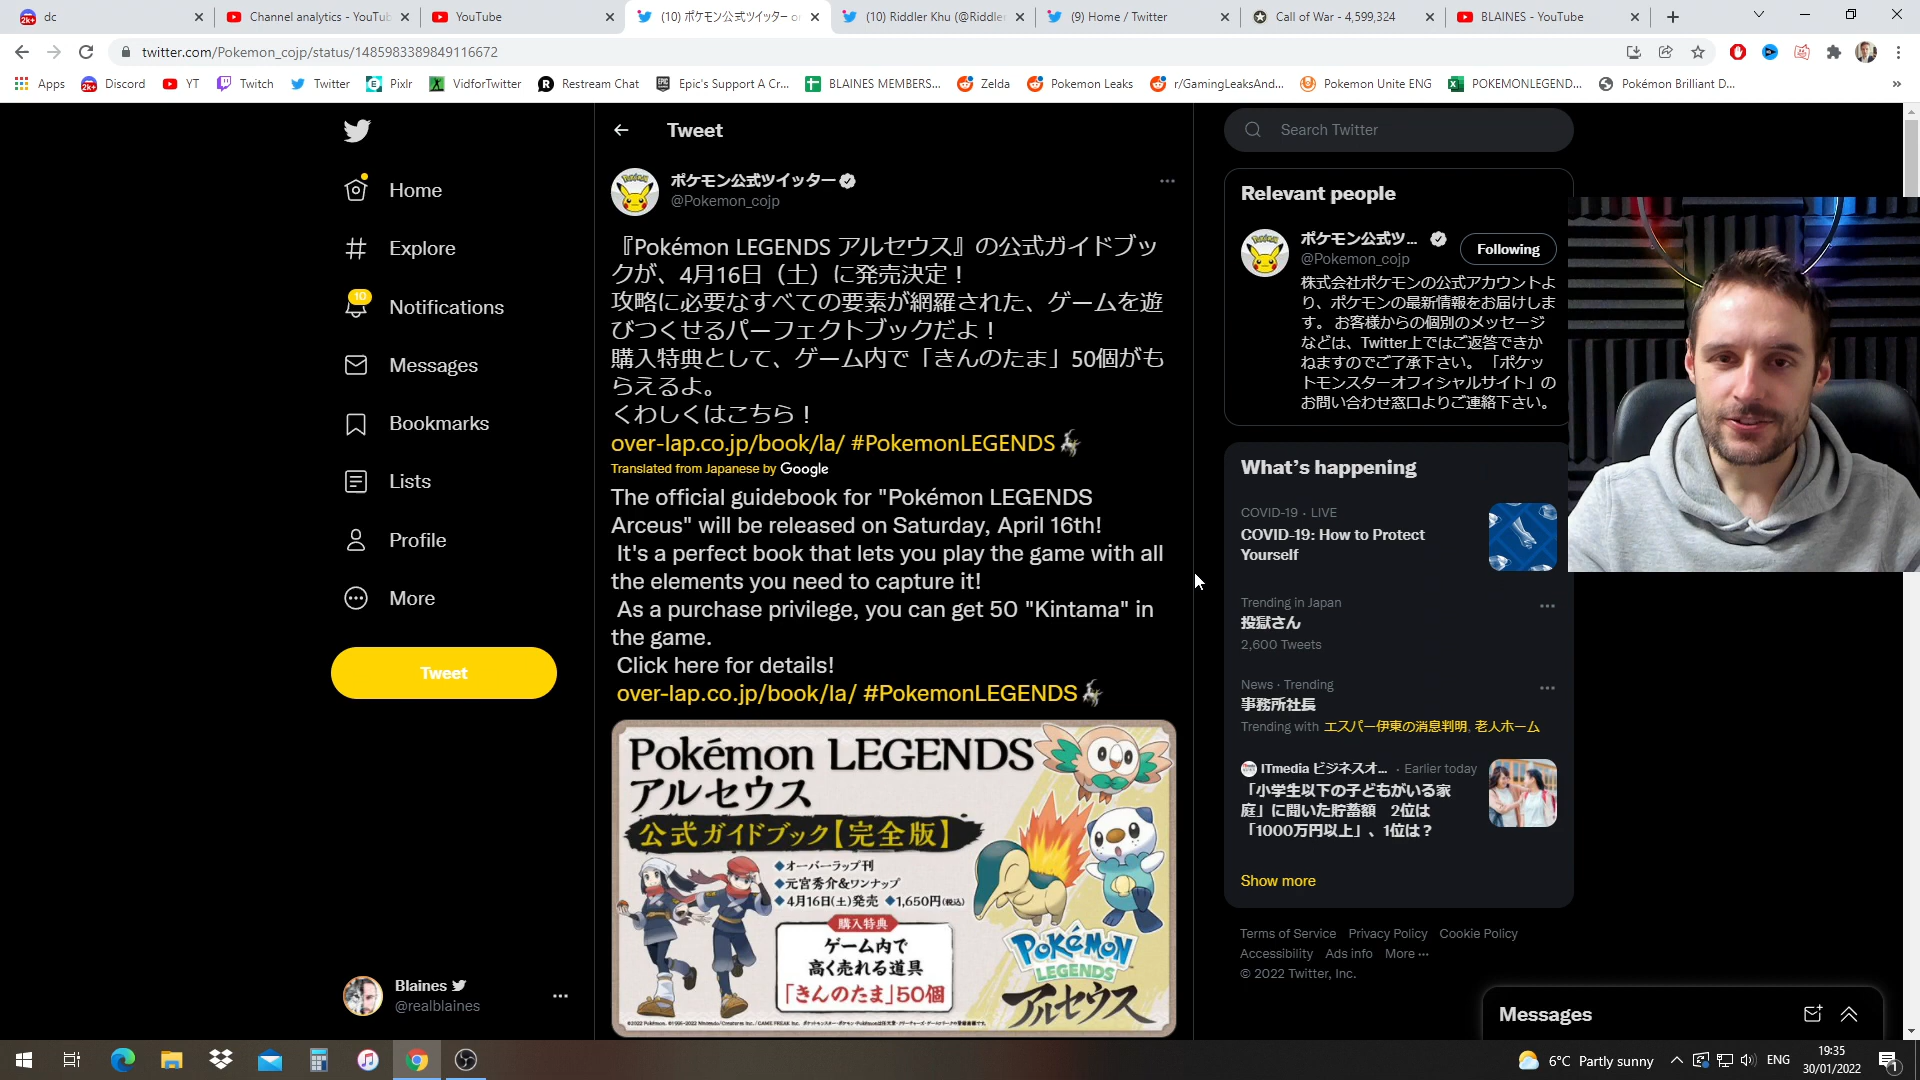 dc
Channel analytics - YouTub
YouTube
(10) ポケモン公式ツイッター on
(10) Riddler Khu (@Riddler
(9) Home / Twitter
Call of War - 4,599,324
BLAINES - YouTube
twitter.com/Pokemon_cojp/status/1485983389849116672
Apps
Discord
YT
Twitch
Twitter
Pixlr
VidforTwitter
Restream Chat
Epic's Support A Cr...
BLAINES MEMBERS...
Zelda
Pokemon Leaks
r/GamingLeaksAnd...
Pokemon Unite ENG
POKEMONLEGEND...
Pokémon Brilliant D...
Home
Explore
10
Notifications
Messages
Bookmarks
Lists
Profile
More
Tweet
Blaines
@realblaines
Tweet
ポケモン公式ツイッター
@Pokemon_cojp
『Pokémon LEGENDS アルセウス』の公式ガイドブッ
クが、4月16日（土）に発売決定！
攻略に必要なすべての要素が網羅された、ゲームを遊
びつくせるパーフェクトブックだよ！
購入特典として、ゲーム内で「きんのたま」50個がも
らえるよ。
くわしくはこちら！
over-lap.co.jp/book/la/ #PokemonLEGENDS
Translated from Japanese by Google
The official guidebook for "Pokémon LEGENDS
Arceus" will be released on Saturday, April 16th!
It's a perfect book that lets you play the game with all
the elements you need to capture it!
As a purchase privilege, you can get 50 "Kintama" in
the game.
Click here for details!
over-lap.co.jp/book/la/ #PokemonLEGENDS
Pokémon LEGENDS
アルセウス
公式ガイドブック【完全版】
◆オーバーラップ刊
◆元宮秀介&ワンナップ
◆4月16日(土)発売 ◆1,650円(税込)
購入特典
ゲーム内で
高く売れる道具
「きんのたま」50個
POKéMON
LEGENDS
アルセウス
Search Twitter
Relevant people
ポケモン公式ツ...
@Pokemon_cojp
Following
株式会社ポケモンの公式アカウントよ
り、ポケモンの最新情報をお届けしま
す。 お客様からの個別のメッセージ
などは、Twitter上ではご返答できか
ねますのでご了承下さい。 「ポケッ
トモンスターオフィシャルサイト」の
お問い合わせ窓口よりご連絡下さい。
What's happening
COVID-19 · LIVE
COVID-19: How to Protect
Yourself
Trending in Japan
投獄さん
2,600 Tweets
News · Trending
事務所社長
Trending with エスパー伊東の消息判明, 老人ホーム
ITmedia ビジネスオ... · Earlier today
「小学生以下の子どもがいる家
庭」に聞いた貯蓄額　2位は
「1000万円以上」、1位は？
Show more
Terms of Service Privacy Policy Cookie Policy
Accessibility Ads info More ···
© 2022 Twitter, Inc.
Messages
6°C Partly sunny
ENG
19:35
30/01/2022
1